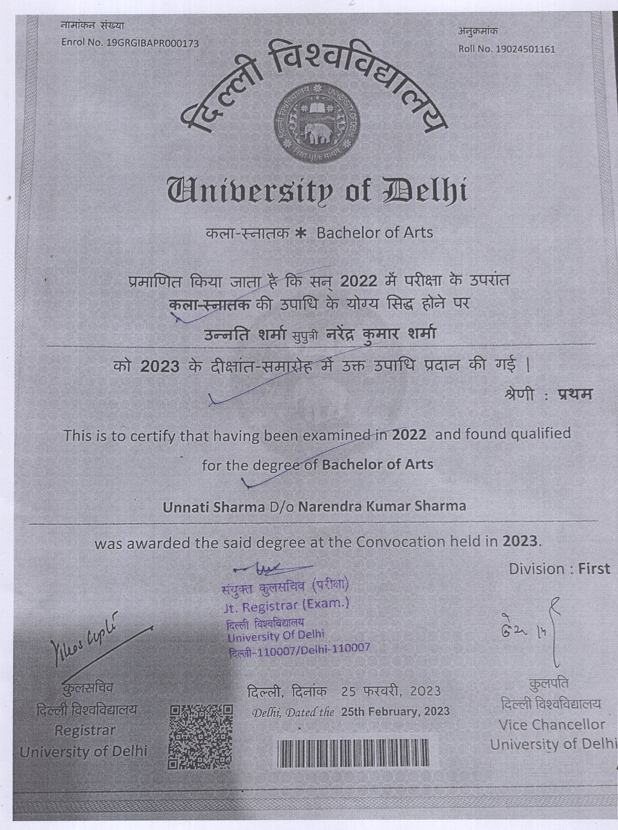 नामांकन संख्या
Enrol No. 19GRGIBAPR000173
अनुक्रमांक
Roll No. 19024501161
दिल्ली विश्वविद्यालय
University of Delhi
कला-स्नातक * Bachelor of Arts
प्रमाणित किया जाता है कि सन् 2022 में परीक्षा के उपरांत
कला-स्नातक की उपाधि के योग्य सिद्ध होने पर
उन्नति शर्मा सुपुत्री नरेंद्र कुमार शर्मा
को 2023 के दीक्षांत-समारोह में उक्त उपाधि प्रदान की गई |
श्रेणी : प्रथम
This is to certify that having been examined in 2022 and found qualified
for the degree of Bachelor of Arts
Unnati Sharma D/o Narendra Kumar Sharma
was awarded the said degree at the Convocation held in 2023.
Division : First
संयुक्त कुलसचिव (परीक्षा)
Jt. Registrar (Exam.)
दिल्ली विश्वविद्यालय
University Of Delhi
दिल्ली-110007/Delhi-110007
कुलसचिव
दिल्ली विश्वविद्यालय
Registrar
University of Delhi
दिल्ली, दिनांक 25 फरवरी, 2023
Delhi, Dated the 25th February, 2023
कुलपति
दिल्ली विश्वविद्यालय
Vice Chancellor
University of Delhi